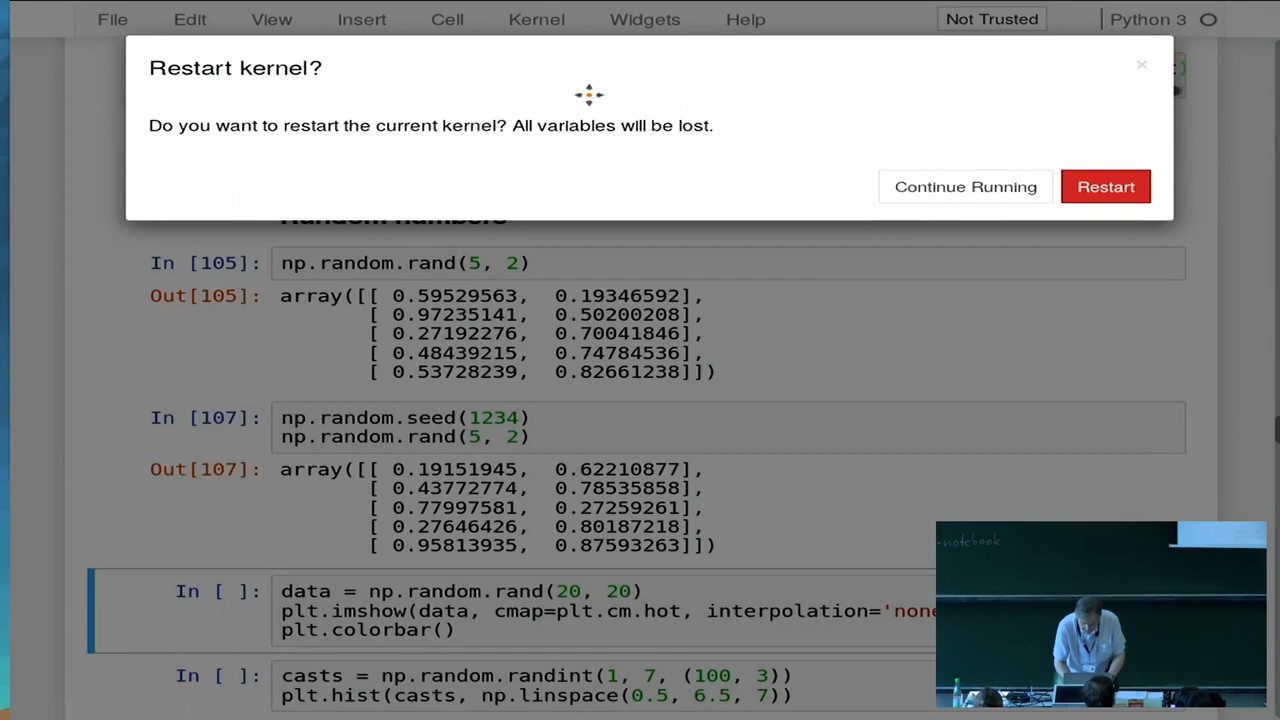 File Edit View Insert Cell Kernel Widgets Help Not Trusted Python 3
Restart kernel? ×
Do you want to restart the current kernel? All variables will be lost.
Continue Running Restart
Random numbers
In [105]: np.random.rand(5, 2)
Out[105]: array([[ 0.59529563, 0.19346592],
[ 0.97235141, 0.50200208],
[ 0.27192276, 0.70041846],
[ 0.48439215, 0.74784536],
[ 0.53728239, 0.82661238]])
In [107]: np.random.seed(1234)
np.random.rand(5, 2)
Out[107]: array([[ 0.19151945, 0.62210877],
[ 0.43772774, 0.78535858],
[ 0.77997581, 0.27259261],
[ 0.27646426, 0.80187218],
[ 0.95813935, 0.87593263]])
-notebook
In [ ]: data = np.random.rand(20, 20)
plt.imshow(data, cmap=plt.cm.hot, interpolation='none
plt.colorbar()
In [ ]: casts = np.random.randint(1, 7, (100, 3))
plt.hist(casts, np.linspace(0.5, 6.5, 7))